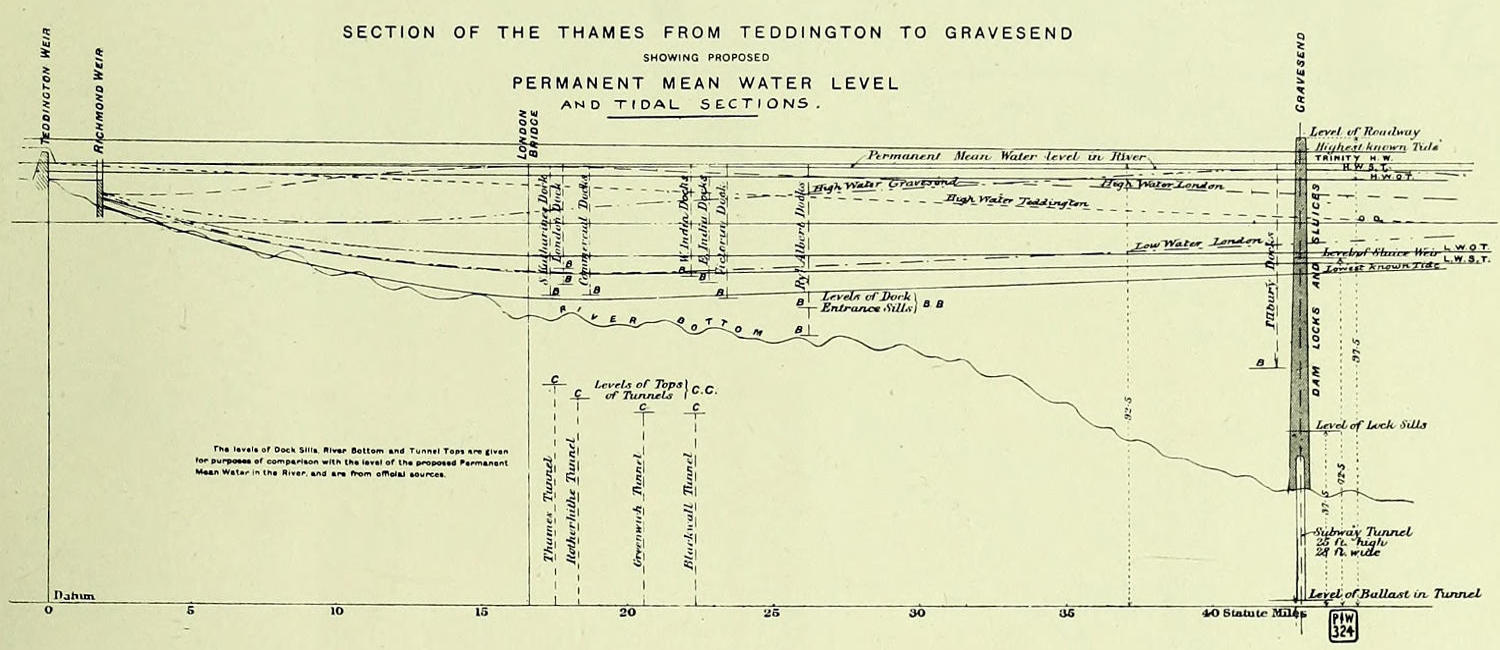 SECTION OF THE THAMES FROM TEDDINGTON TO GRAVESEND
SHOWING PROPOSED
PERMANENT MEAN WATER LEVEL
AND TIDAL SECTIONS.
TEDDINGTON WEIR
RICHMOND WEIR
LONDON
BRIDGE
GRAVESEND
Level of Roadway
Highest known Tide
TRINITY H.W.
H.W.S.T.
H.W.O.T.
Permanent Mean Water level in River
High Water Gravesend
High Water London
High Water Teddington
Low Water London
Level of Sluice Weir
L.W.O.T.
L.W.S.T.
Lowest known Tide
S. Katharine Dock
London Dock
Commercial Docks
W. India Docks
E. India Docks
Victoria Dock
Ryl. Albert Docks
Tilbury Docks
DAM LOCKS AND SLUICES
B
B
B
B
B
B
B
B
B
B
Levels of Dock
Entrance Sills
B B
RIVER BOTTOM
C
C
C
C
Levels of Tops
of Tunnels
C.C.
Thames Tunnel
Rotherhithe Tunnel
Greenwich Tunnel
Blackwall Tunnel
The levels of Dock Sills, River Bottom and Tunnel Tops are given
for purposes of comparison with the level of the proposed Permanent
Mean Water in the River, and are from official sources.
92·5
97·5
Level of Lock Sills
92·5
37·5
Subway Tunnel
25 ft. high
28 ft. wide
Level of Ballast in Tunnel
Datum
0 5 10 15 20 25 30 35 40 Statute Miles
P|W
324